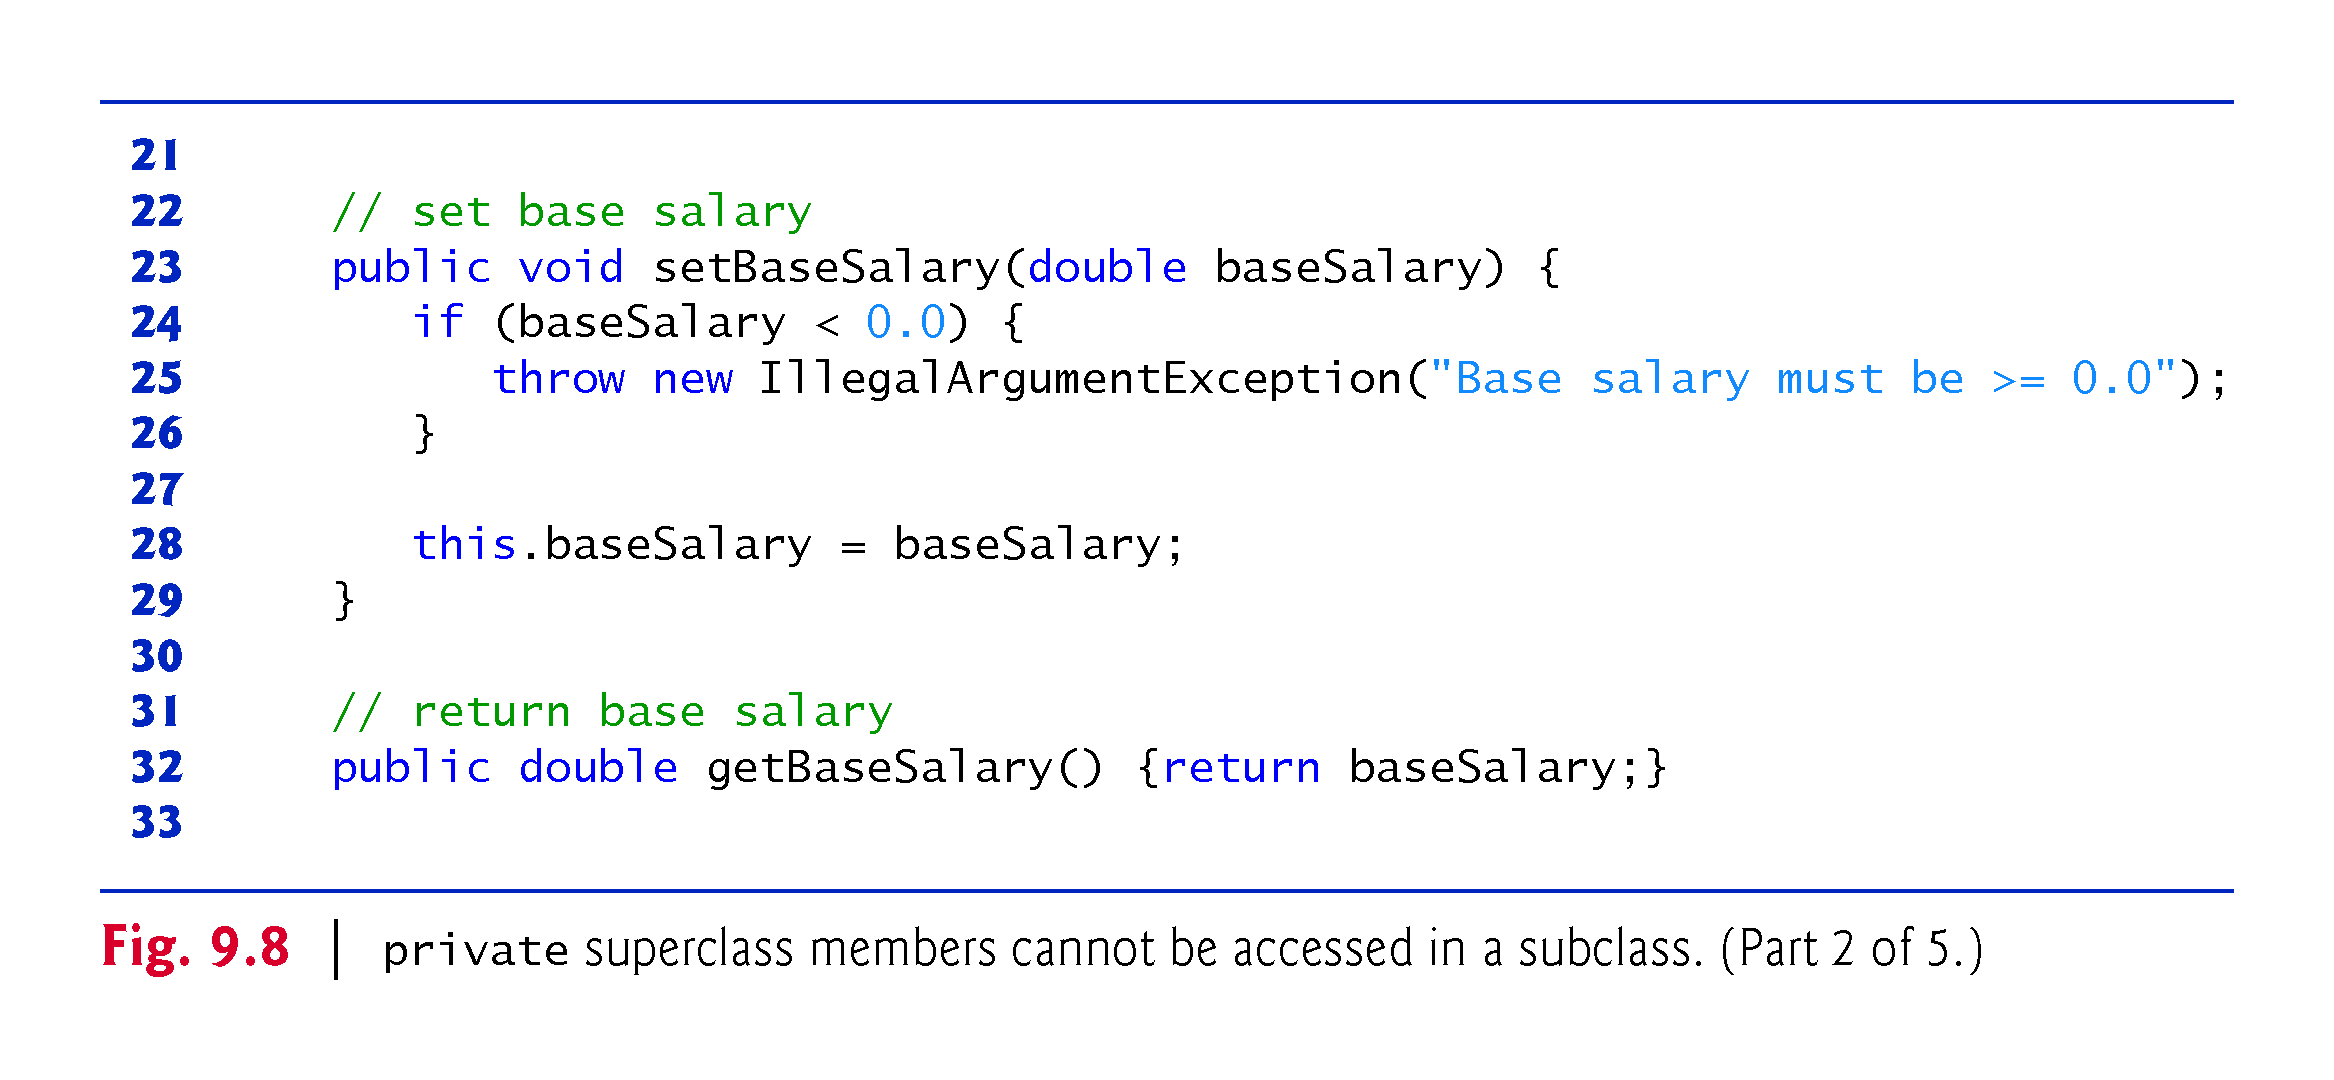 21
22 // set base salary
23 public void setBaseSalary(double baseSalary) {
24 if (baseSalary < 0.0) {
25 throw new IllegalArgumentException("Base salary must be >= 0.0");
26 }
27
28 this.baseSalary = baseSalary;
29 }
30
31 // return base salary
32 public double getBaseSalary() {return baseSalary;}
33
Fig. 9.8 | private superclass members cannot be accessed in a subclass. (Part 2 of 5.)